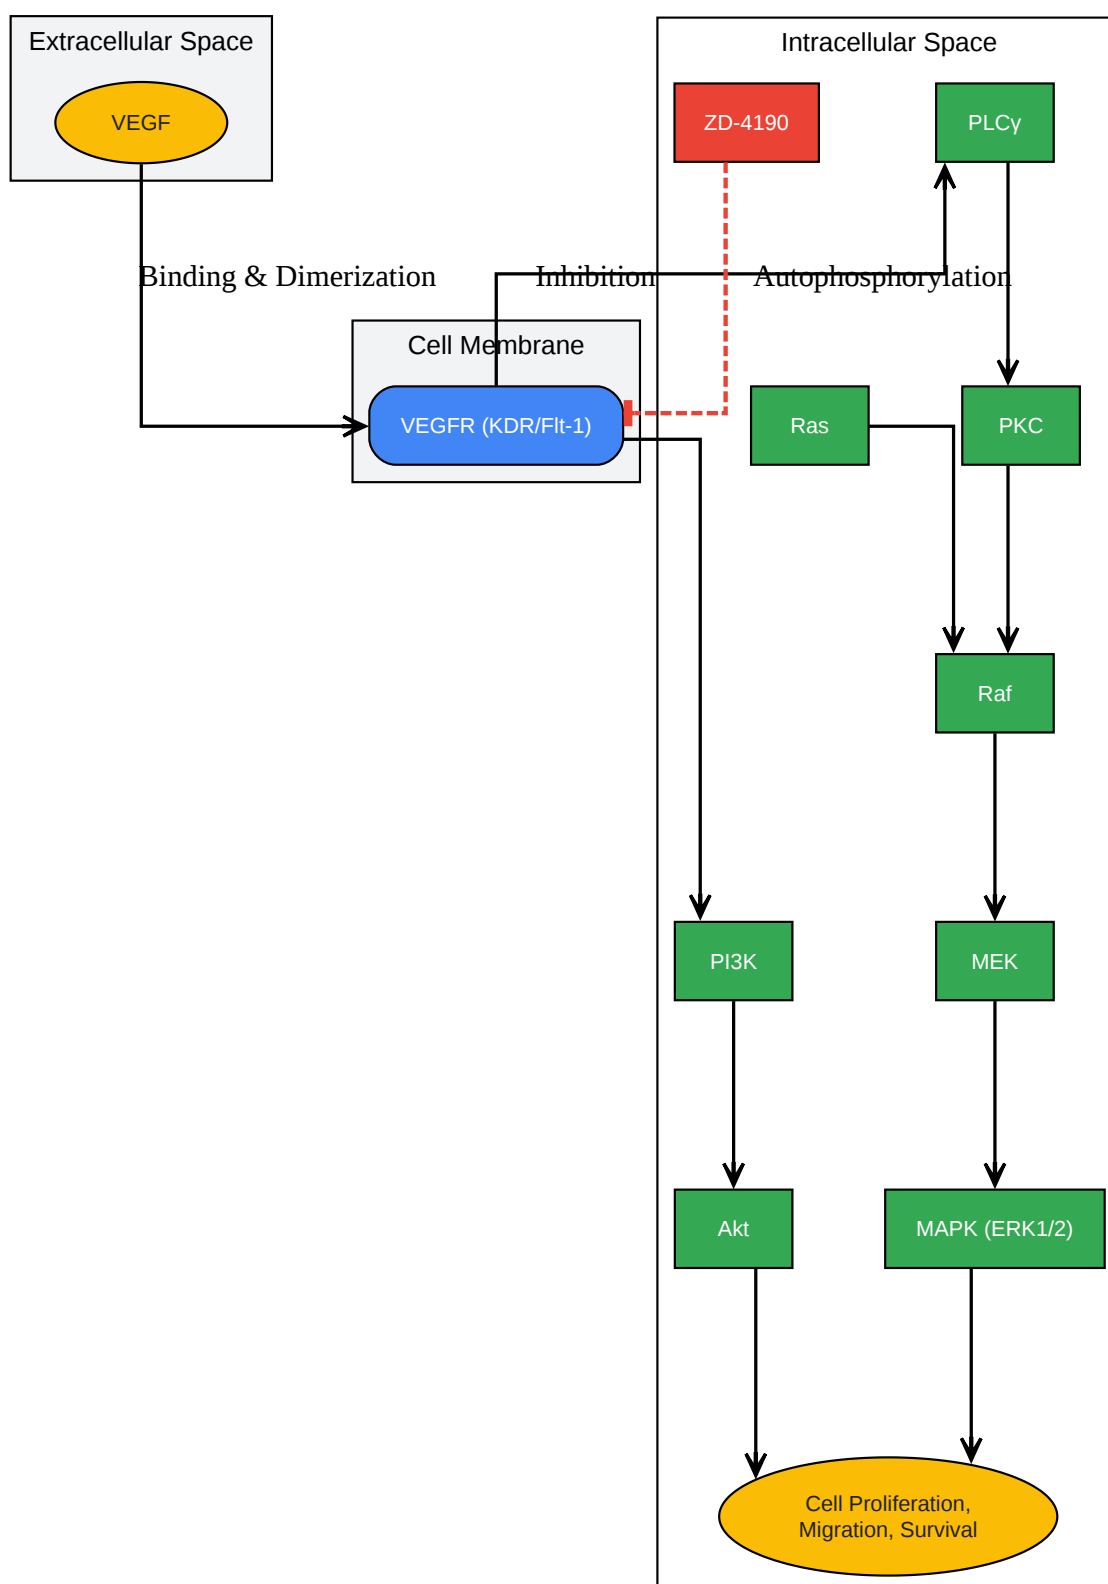 Extracellular Space
Intracellular Space
VEGF
ZD-4190
PLCγ
Binding & Dimerization
Inhibition
Autophosphorylation
Cell Membrane
VEGFR (KDR/Flt-1)
Ras
PKC
Raf
PI3K
MEK
Akt
MAPK (ERK1/2)
Cell Proliferation,
Migration, Survival